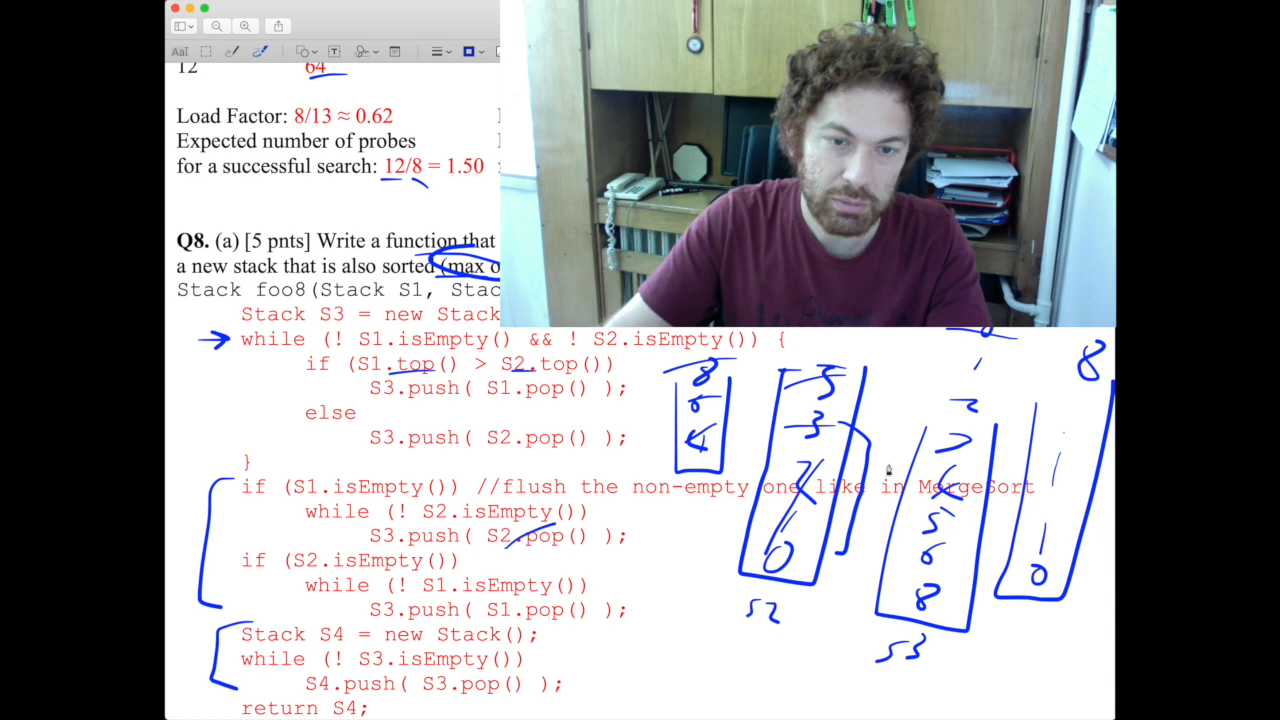 AaI
12 64
Load Factor: 8/13 ≈ 0.62
Expected number of probes
for a successful search: 12/8 = 1.50
Q8. (a) [5 pnts] Write a function that
a new stack that is also sorted (max o
Stack foo8(Stack S1, Stac
Stack S3 = new Stack
while (! S1.isEmpty() && ! S2.isEmpty()) {
if (S1.top() > S2.top())
S3.push( S1.pop() );
else
S3.push( S2.pop() );
}
if (S1.isEmpty()) //flush the non-empty one like in MergeSort
while (! S2.isEmpty())
S3.push( S2.pop() );
if (S2.isEmpty())
while (! S1.isEmpty())
S3.push( S1.pop() );
Stack S4 = new Stack();
while (! S3.isEmpty())
S4.push( S3.pop() );
return S4;
8
6
4
5
3
0
S2
5
6
8
S3
8
0